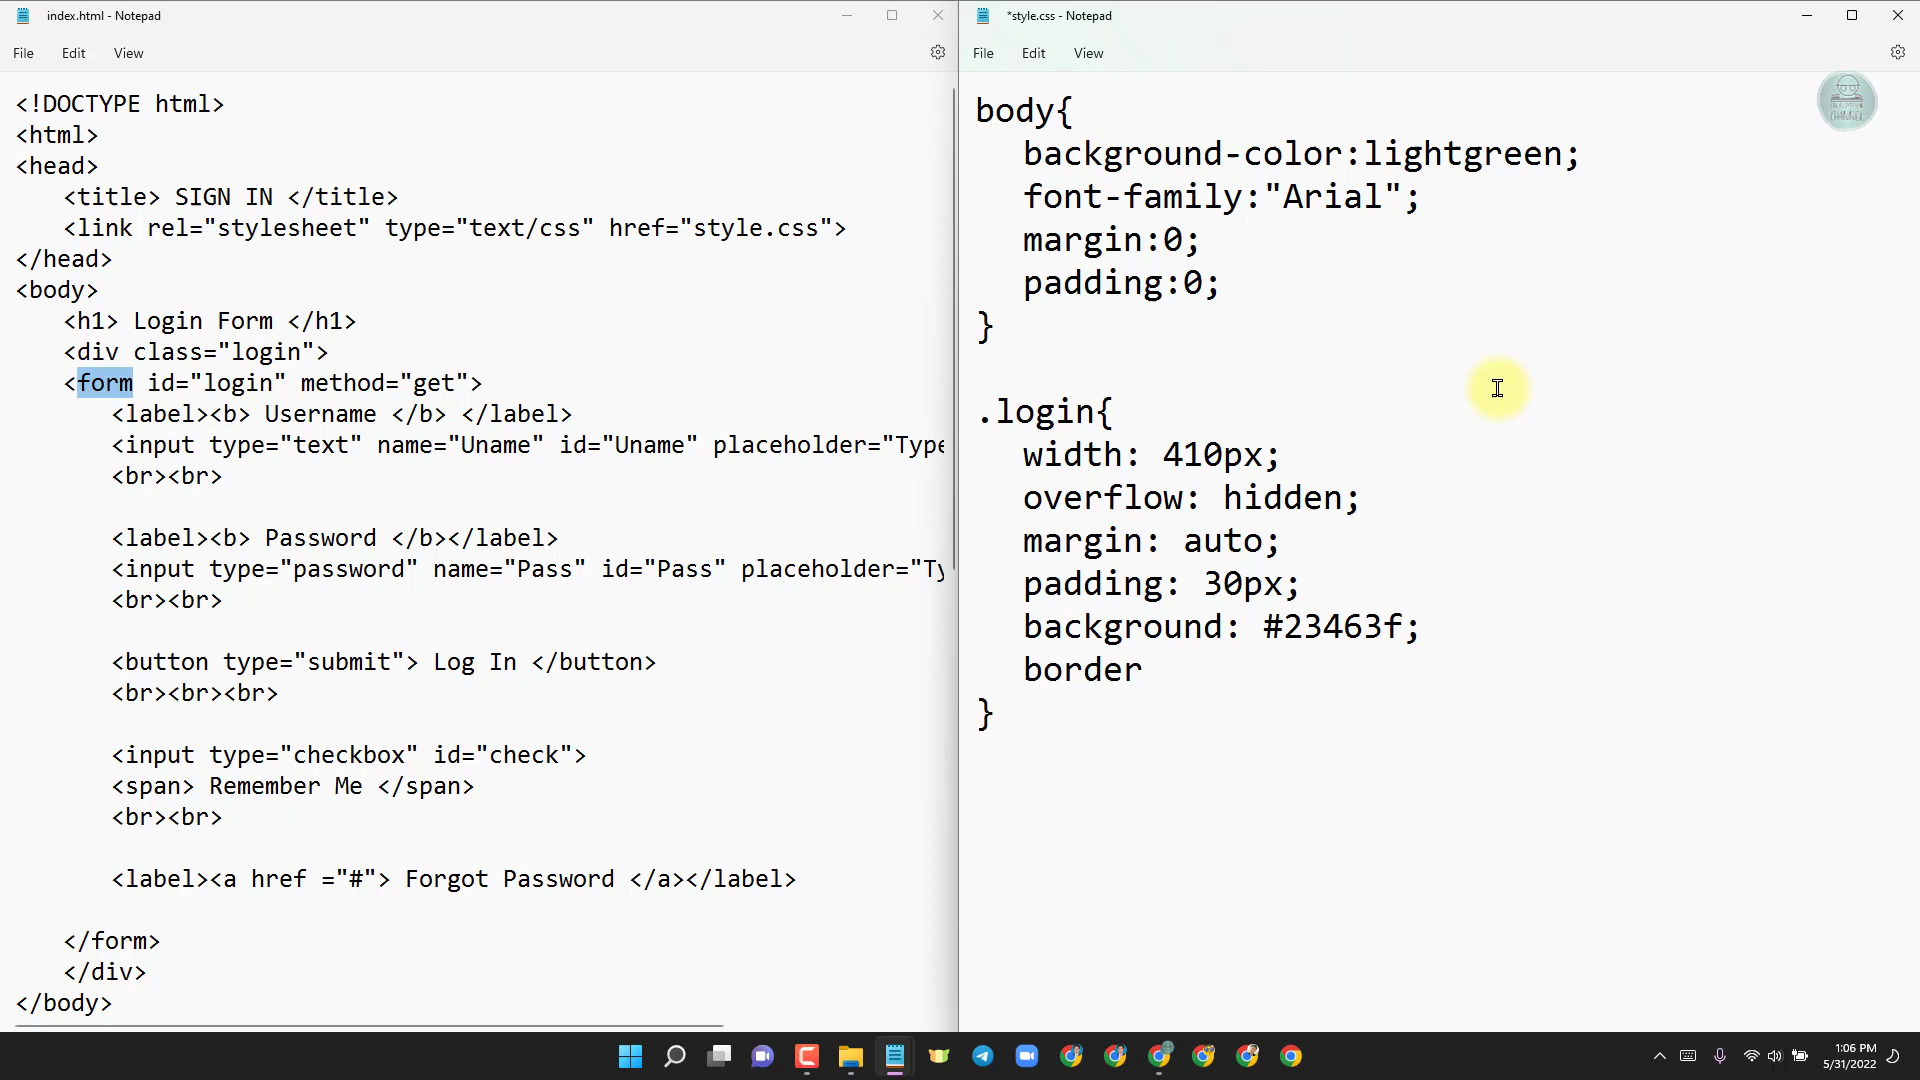 index.html - Notepad
File Edit View
<!DOCTYPE html>
<html>
<head>
<title> SIGN IN </title>
<link rel="stylesheet" type="text/css" href="style.css">
</head>
<body>
<h1> Login Form </h1>
<div class="login">
<form id="login" method="get">
<label><b> Username </b> </label>
<input type="text" name="Uname" id="Uname" placeholder="Type
<br><br>
<label><b> Password </b></label>
<input type="password" name="Pass" id="Pass" placeholder="Ty
<br><br>
<button type="submit"> Log In </button>
<br><br><br>
<input type="checkbox" id="check">
<span> Remember Me </span>
<br><br>
<label><a href ="#"> Forgot Password </a></label>
</form>
</div>
</body>
*style.css - Notepad
File Edit View
body{
background-color:lightgreen;
font-family:"Arial";
margin:0;
padding:0;
}
.login{
width: 410px;
overflow: hidden;
margin: auto;
padding: 30px;
background: #23463f;
border
}
CHANNEL
1:06 PM
5/31/2022